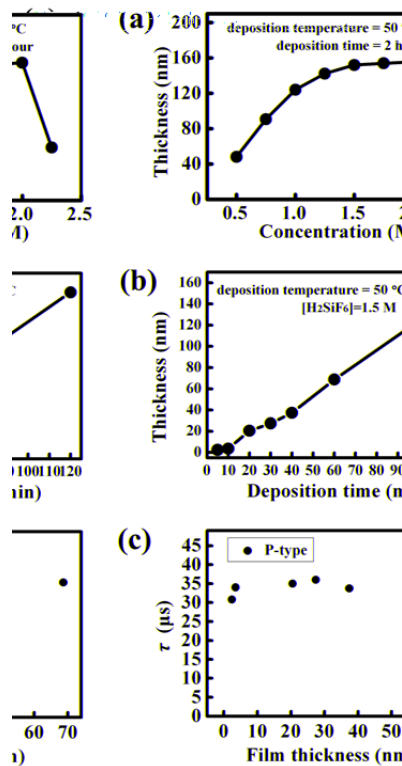 °C
our
2.0
2.5
M)
(a)
deposition temperature = 50
deposition time = 2 h
Thickness (nm)
200
160
120
80
40
0
0.5
1.0
1.5
2
Concentration (M
C
100
110
120
min)
(b)
deposition temperature = 50 °C
[H2SiF6]=1.5 M
Thickness (nm)
160
140
120
100
80
60
40
20
0
0
10
20
30
40
50
60
70
80
90
Deposition time (m
60
70
)
(c)
P-type
τ (μs)
45
40
35
30
25
20
15
10
5
0
0
10
20
30
40
50
Film thickness (nm